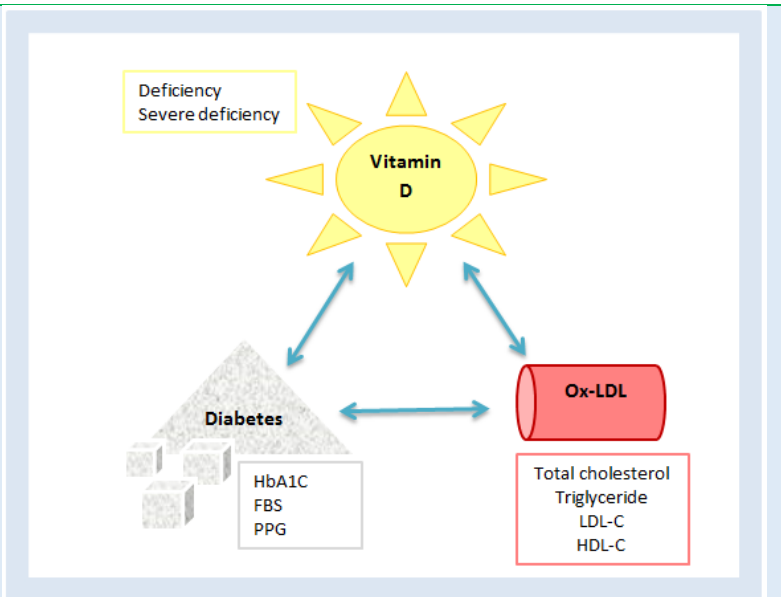 Deficiency
Severe deficiency
Vitamin
D
Diabetes
HbA1C
FBS
PPG
Ox-LDL
Total cholesterol
Triglyceride
LDL-C
HDL-C